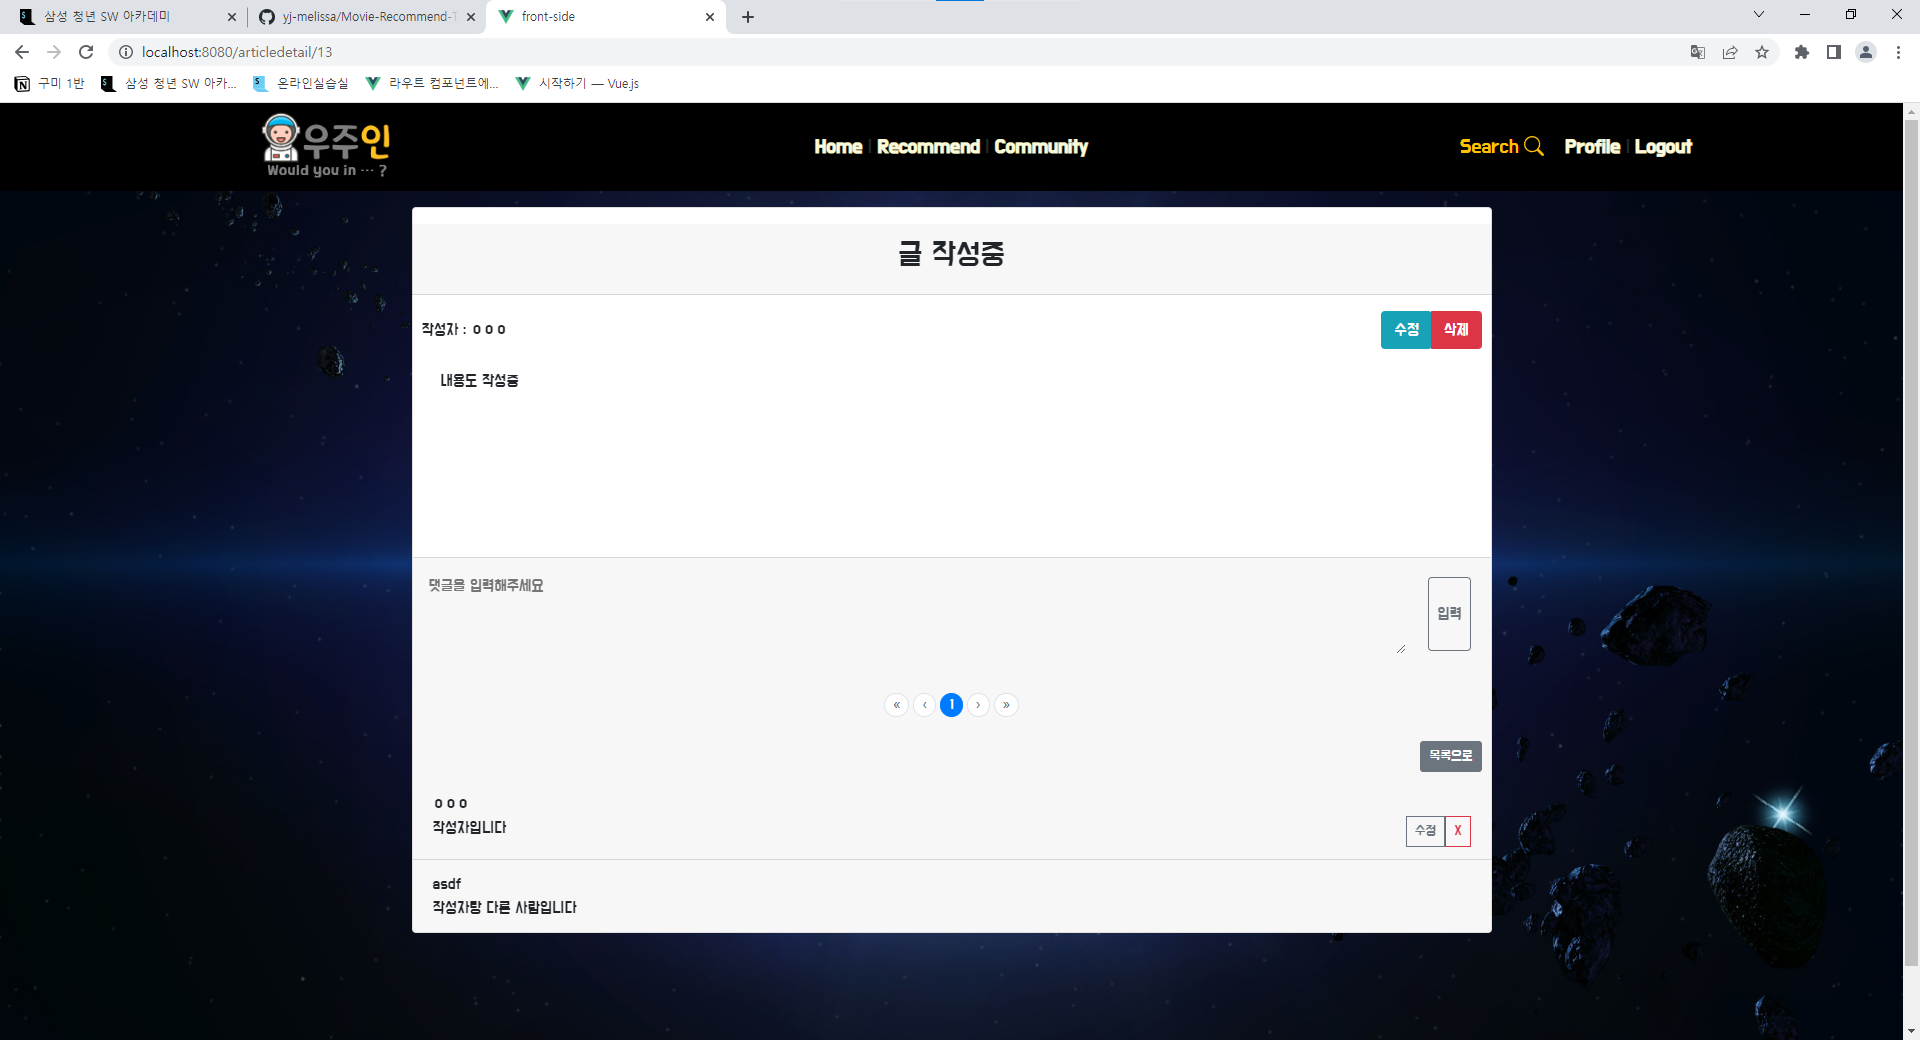 삼성 청년 SW 아카데미
yj-melissa/Movie-Recommend-T
front-side
localhost:8080/articledetail/13
구미 1반
삼성 청년 SW 아카...
온라인실습실
라우트 컴포넌트에...
시작하기 — Vue.js
우주인
Would you in ··· ?
Home | Recommend | Community
Search
Profile | Logout
글 작성중
작성자 : ㅇㅇㅇ
수정
삭제
내용도 작성중
댓글을 입력해주세요
입력
« ‹ 1 › »
목록으로
ㅇㅇㅇ
작성자입니다
수정
X
asdf
작성자랑 다른 사람입니다